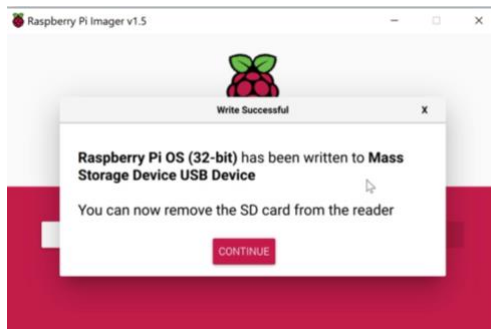 Raspberry Pi Imager v1.5
Write Successful
X
Raspberry Pi OS (32-bit) has been written to Mass
Storage Device USB Device
You can now remove the SD card from the reader
CONTINUE